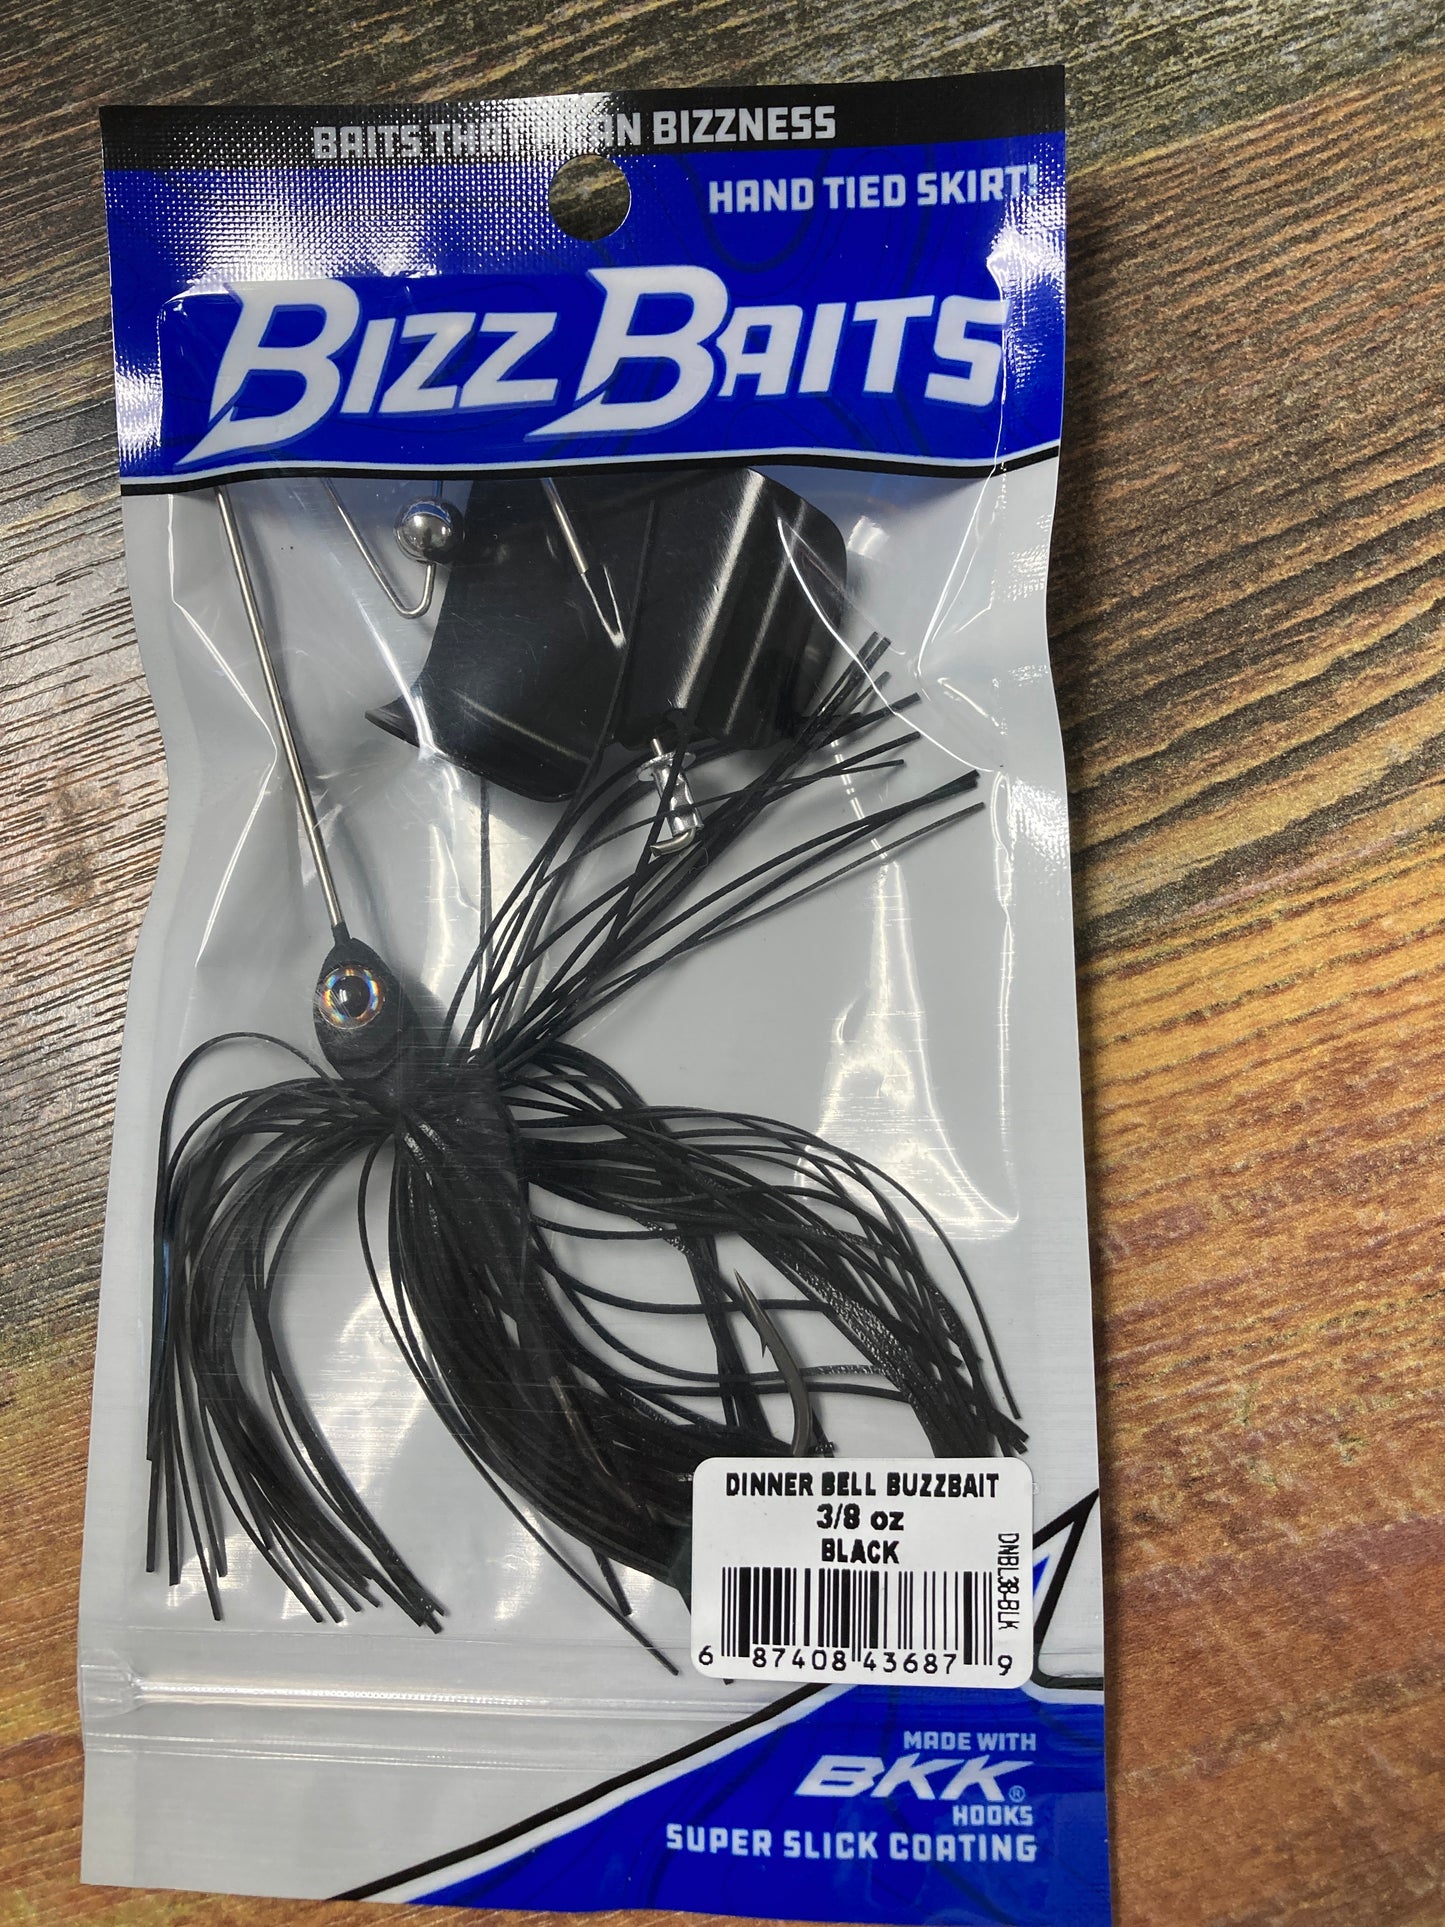 BAITS THAT AN BIZZNESS
HAND TIED SKIRT!
BIZZ BAITS
DINNER BELL BUZZBAIT
3/8 oz
BLACK
DNBL38-BLK
6 87408 43687 9
MADE WITH
BKK®
HOOKS
SUPER SLICK COATING